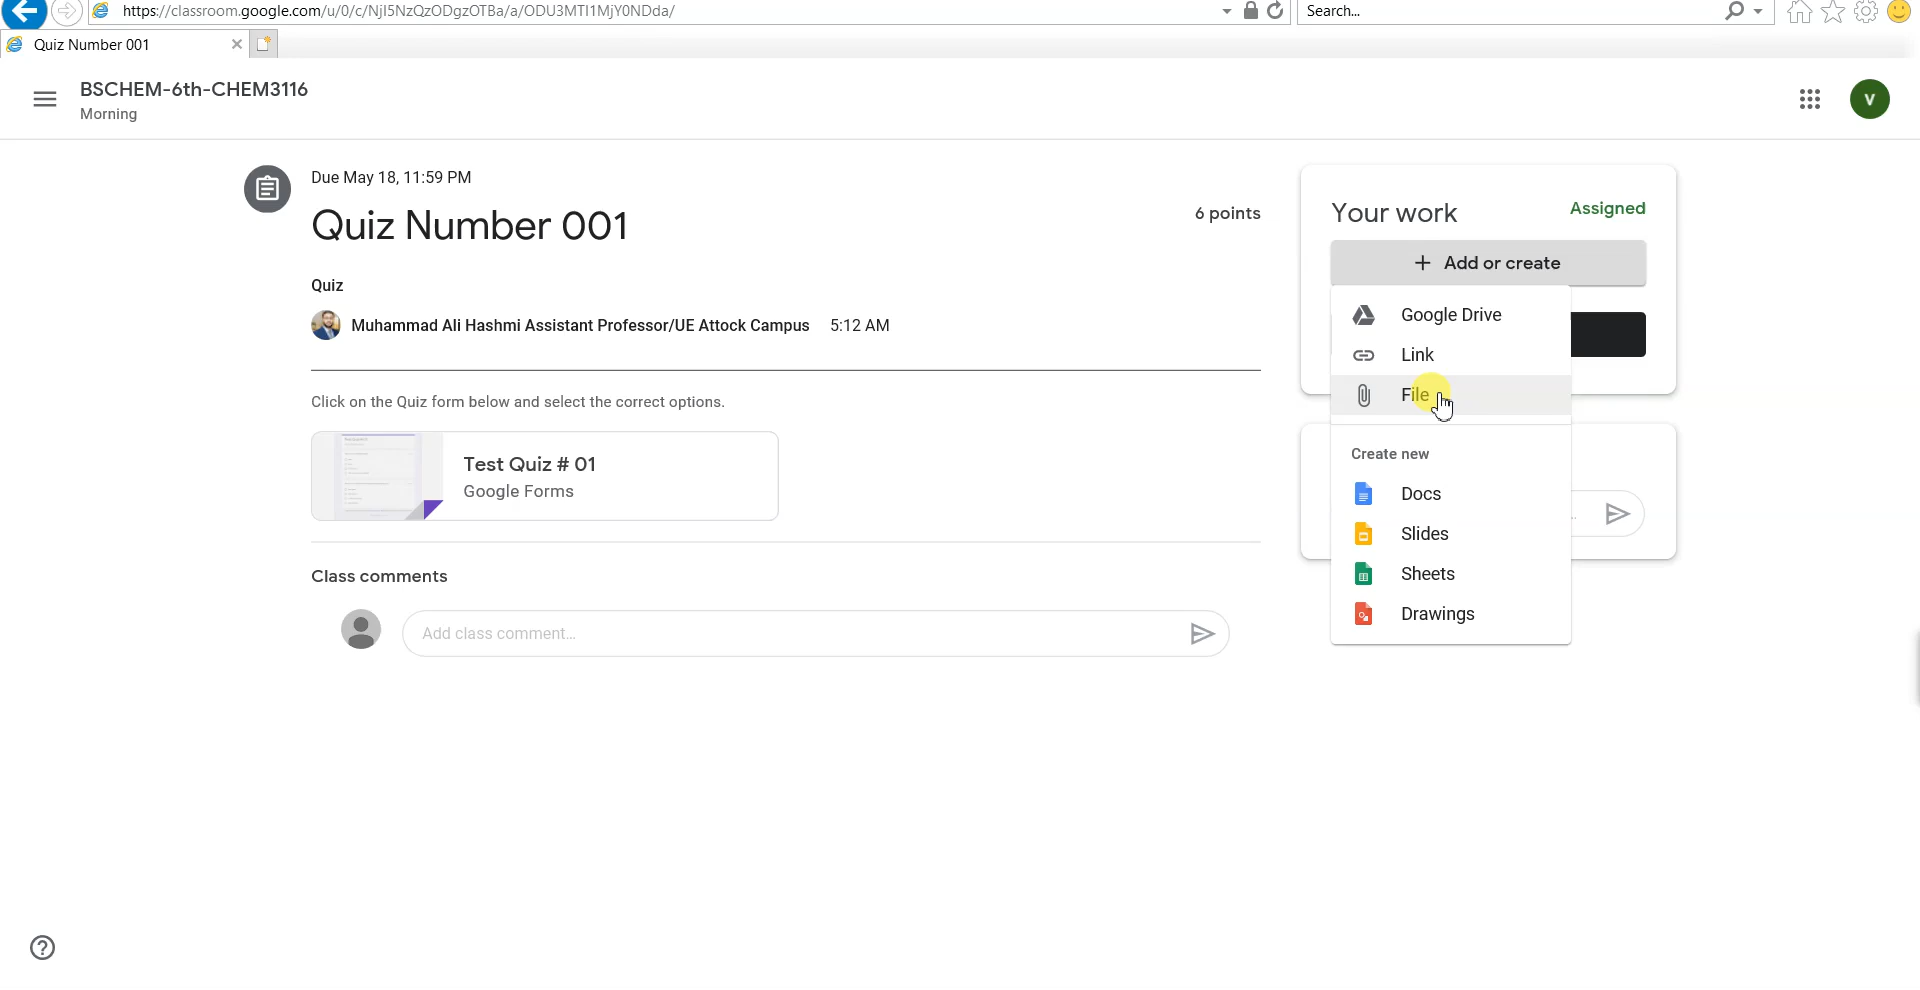 https://classroom.google.com/u/0/c/NjI5NzQzODgzOTBa/a/ODU3MTI1MjY0NDda/
Search...
Quiz Number 001
BSCHEM-6th-CHEM3116
Morning
V
Due May 18, 11:59 PM
Quiz Number 001
6 points
Quiz
Muhammad Ali Hashmi Assistant Professor/UE Attock Campus 5:12 AM
Click on the Quiz form below and select the correct options.
Test Quiz # 01
Google Forms
Class comments
Add class comment...
Your work
Assigned
+ Add or create
Google Drive
Link
File
Create new
Docs
Slides
Sheets
Drawings